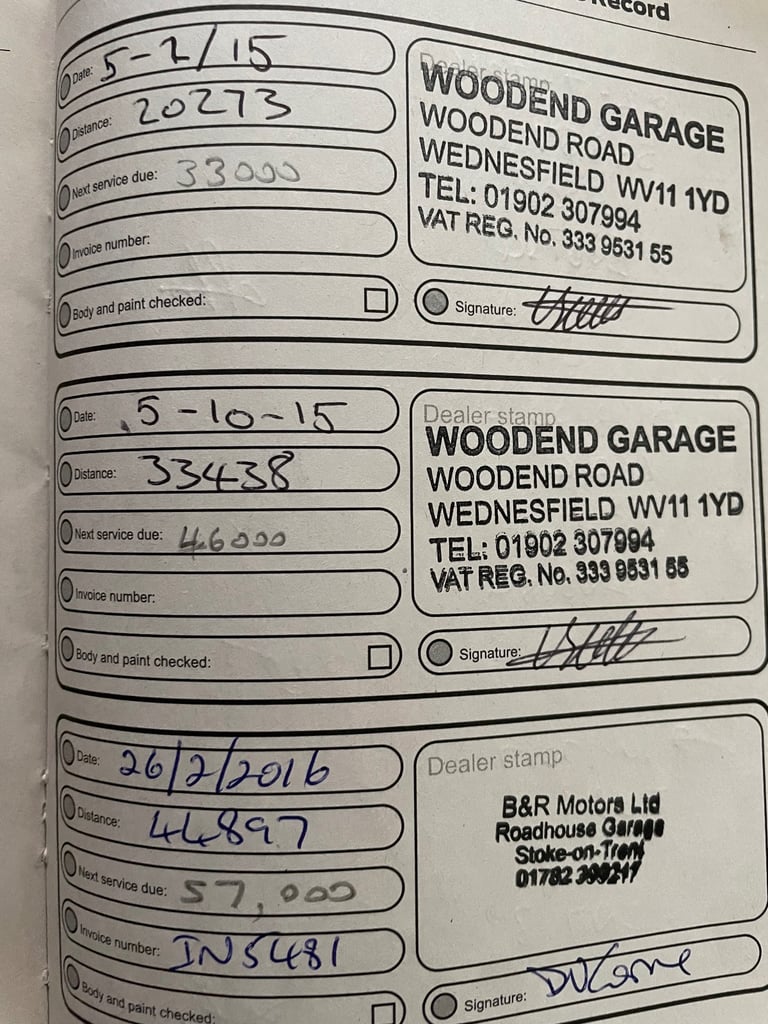 Record
Date: 5-2/15
Distance: 20273
Next service due: 33000
Invoice number:
Body and paint checked:
Dealer stamp
WOODEND GARAGE
WOODEND ROAD
WEDNESFIELD WV11 1YD
TEL: 01902 307994
VAT REG. No. 333 9531 55
Signature:
Date: 5-10-15
Distance: 33438
Next service due: 46000
Invoice number:
Body and paint checked:
Dealer stamp
WOODEND GARAGE
WOODEND ROAD
WEDNESFIELD WV11 1YD
TEL: 01902 307994
VAT REG. No. 333 9531 55
Signature:
Date: 26/2/2016
Distance: 44897
Next service due: 57,000
Invoice number: IN5481
Body and paint checked:
Dealer stamp
B&R Motors Ltd
Roadhouse Garage
Stoke-on-Trent
01782
Signature: